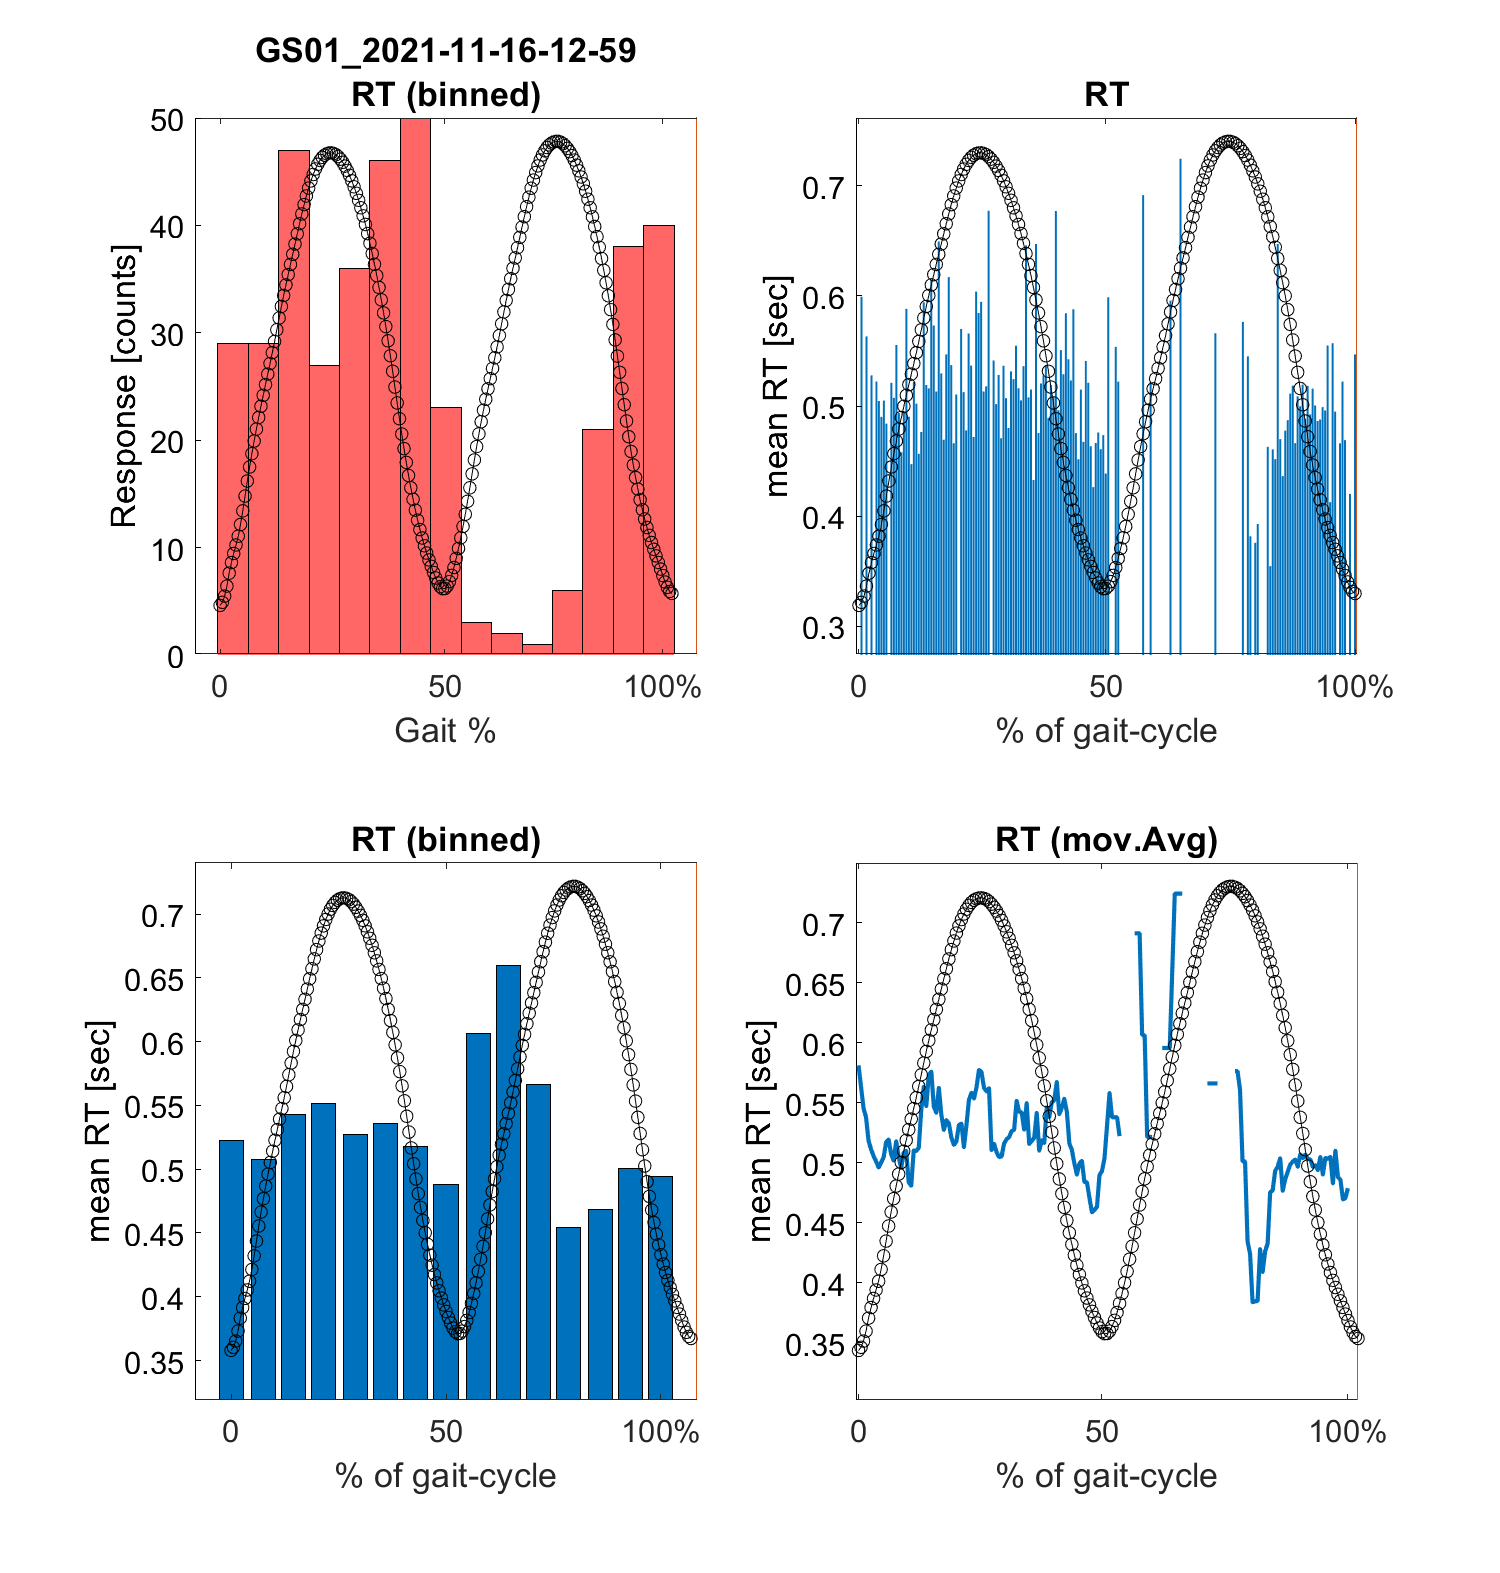 GS01_2021-11-16-12-59
RT (binned)
50
40
30
20
10
0
Response [counts]
0 50 100%
Gait %
RT
0.7
0.6
0.5
0.4
0.3
mean RT [sec]
0 50 100%
% of gait-cycle
RT (binned)
0.7
0.65
0.6
0.55
0.5
0.45
0.4
0.35
mean RT [sec]
0 50 100%
% of gait-cycle
RT (mov.Avg)
0.7
0.65
0.6
0.55
0.5
0.45
0.4
0.35
mean RT [sec]
0 50 100%
% of gait-cycle